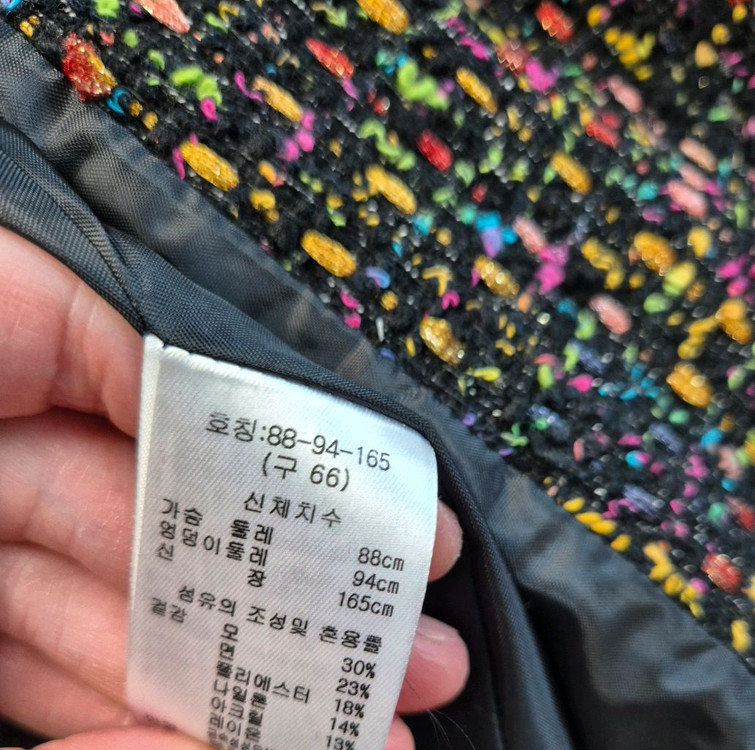 호칭:88-94-165
(구 66)
신체치수
가슴 둘레 88cm
엉덩이둘레 94cm
신 장 165cm
섬유의 조성및 혼용률
겉감
모 30%
면 23%
폴리에스터 18%
나일론 14%
아크릴 13%
레이온